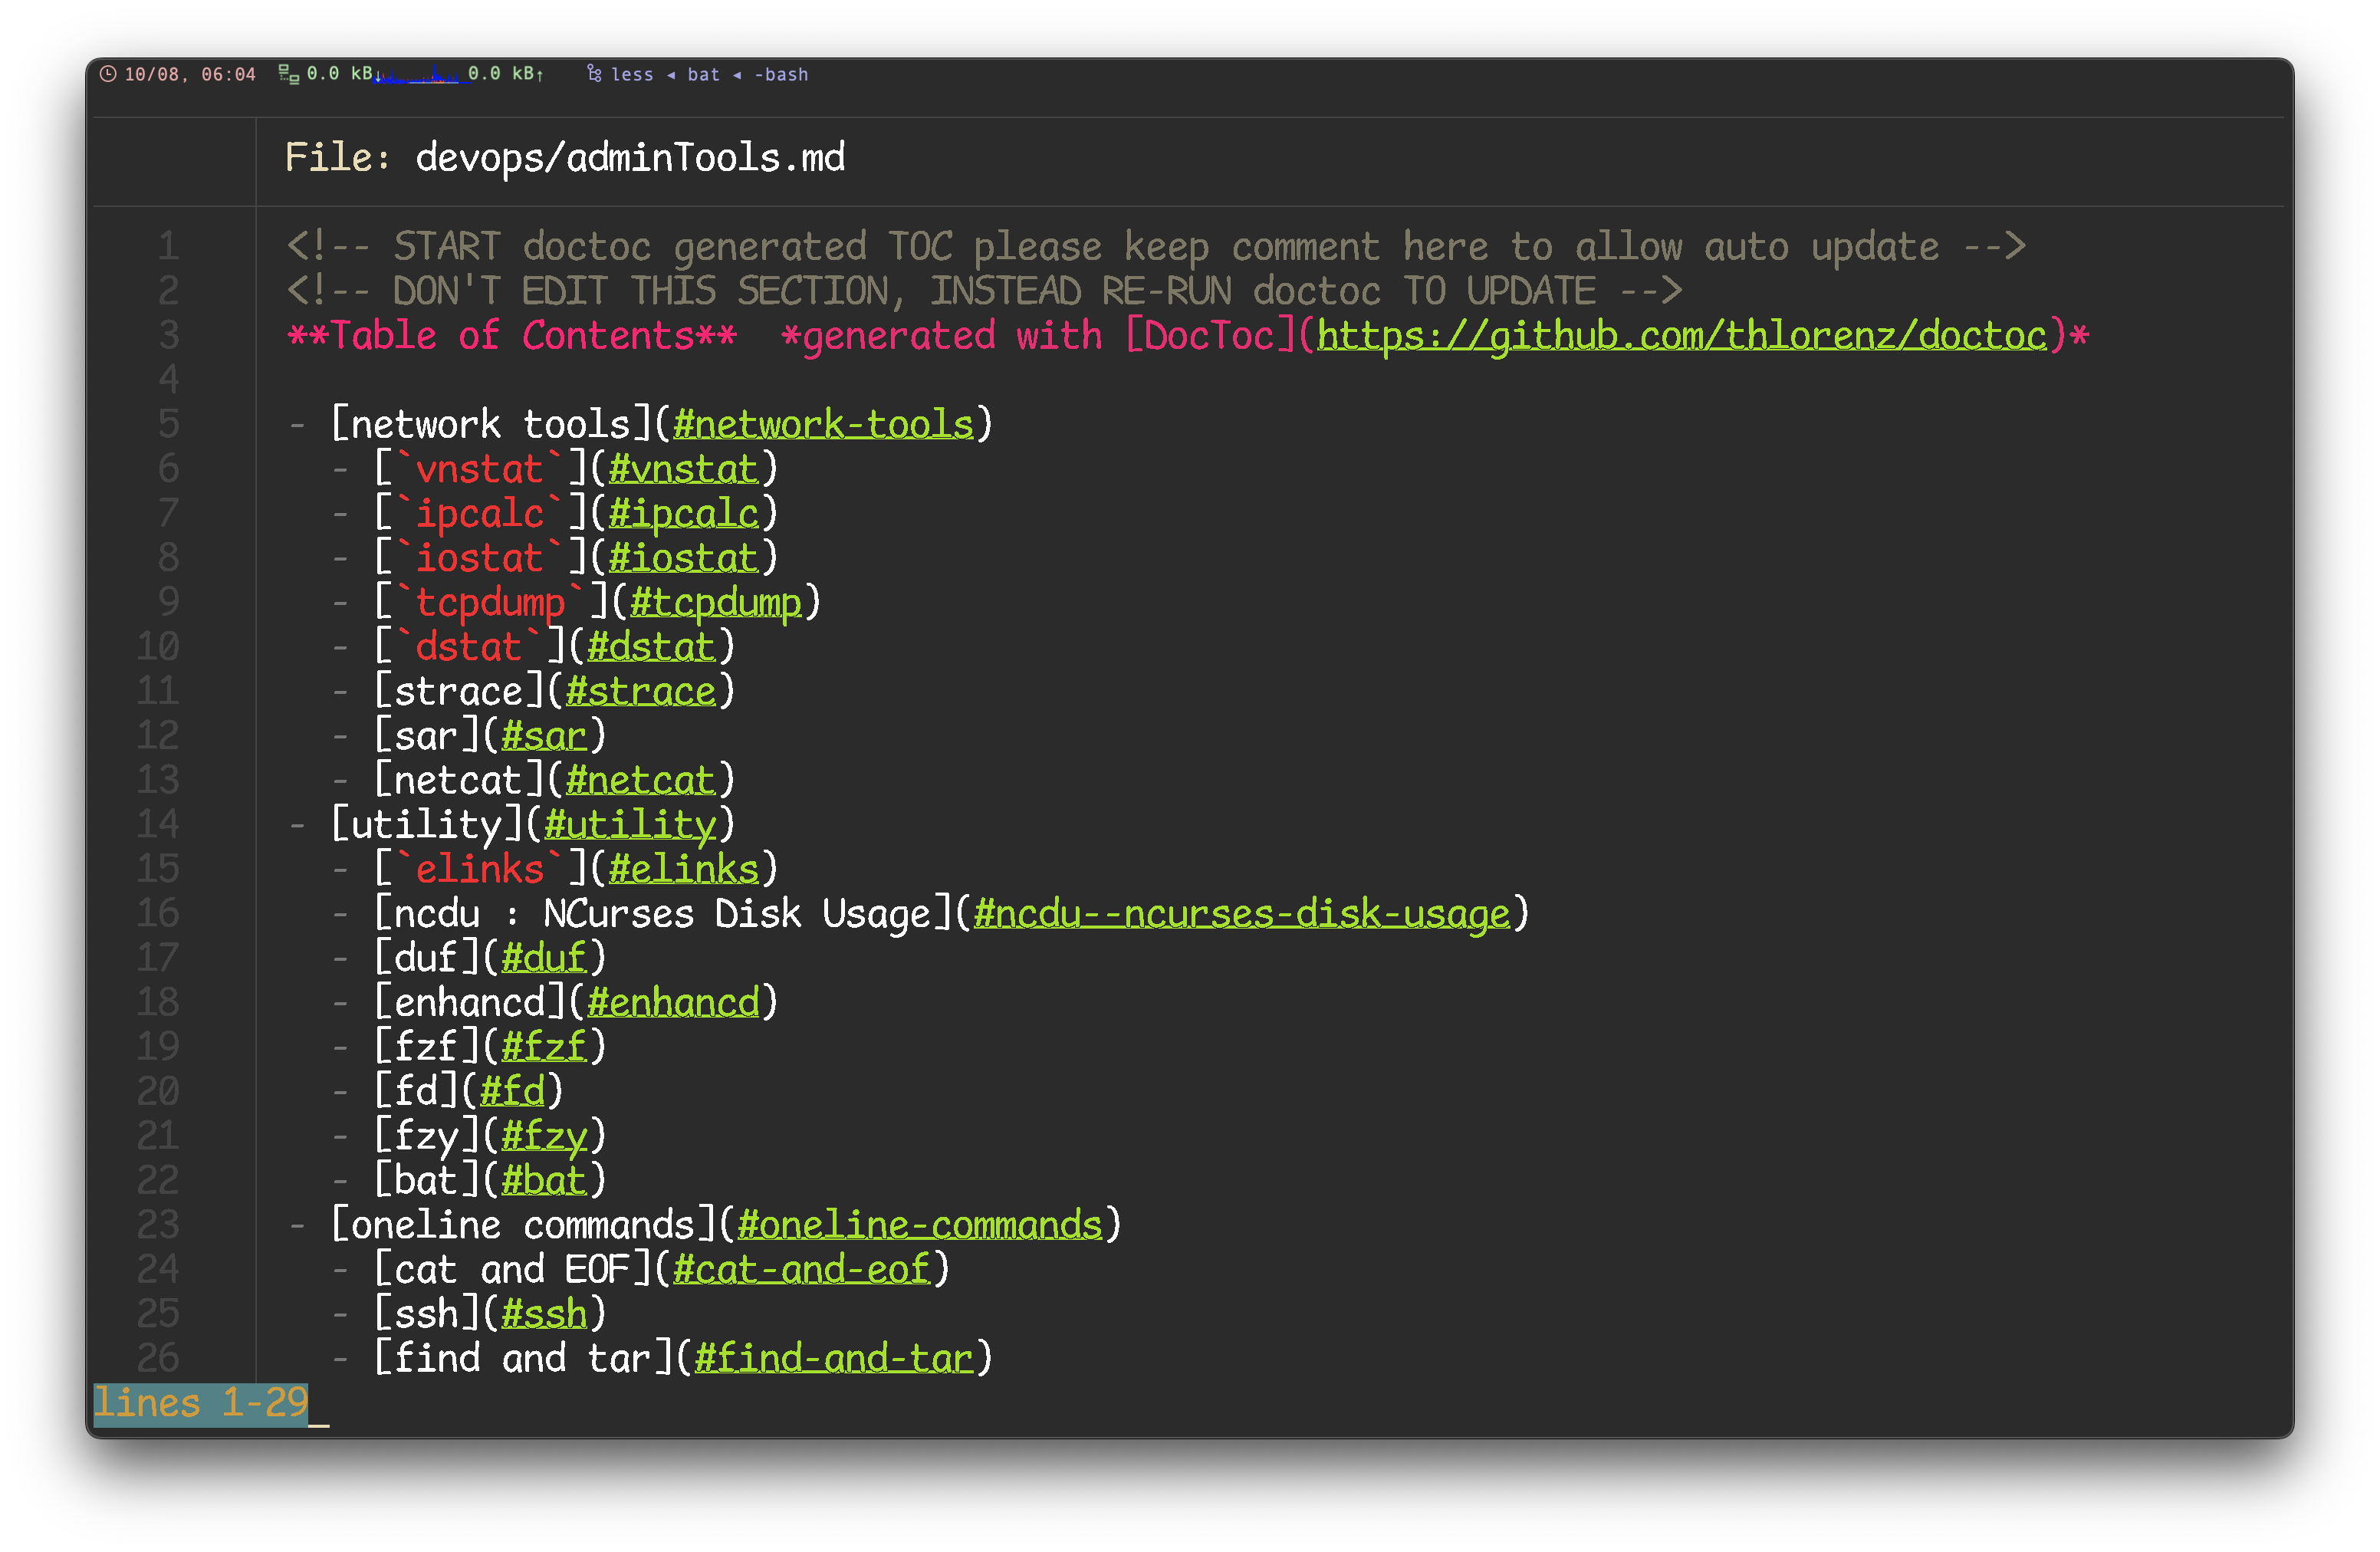 10/08, 06:04 0.0 kB↓ 0.0 kB↑ less ◂ bat ◂ -bash
File: devops/adminTools.md
1 <!-- START doctoc generated TOC please keep comment here to allow auto update -->
2 <!-- DON'T EDIT THIS SECTION, INSTEAD RE-RUN doctoc TO UPDATE -->
3 **Table of Contents**  *generated with [DocToc](https://github.com/thlorenz/doctoc)*
4
5 - [network tools](#network-tools)
6   - [`vnstat`](#vnstat)
7   - [`ipcalc`](#ipcalc)
8   - [`iostat`](#iostat)
9   - [`tcpdump`](#tcpdump)
10   - [`dstat`](#dstat)
11   - [strace](#strace)
12   - [sar](#sar)
13   - [netcat](#netcat)
14 - [utility](#utility)
15   - [`elinks`](#elinks)
16   - [ncdu : NCurses Disk Usage](#ncdu--ncurses-disk-usage)
17   - [duf](#duf)
18   - [enhancd](#enhancd)
19   - [fzf](#fzf)
20   - [fd](#fd)
21   - [fzy](#fzy)
22   - [bat](#bat)
23 - [oneline commands](#oneline-commands)
24   - [cat and EOF](#cat-and-eof)
25   - [ssh](#ssh)
26   - [find and tar](#find-and-tar)
lines 1-29